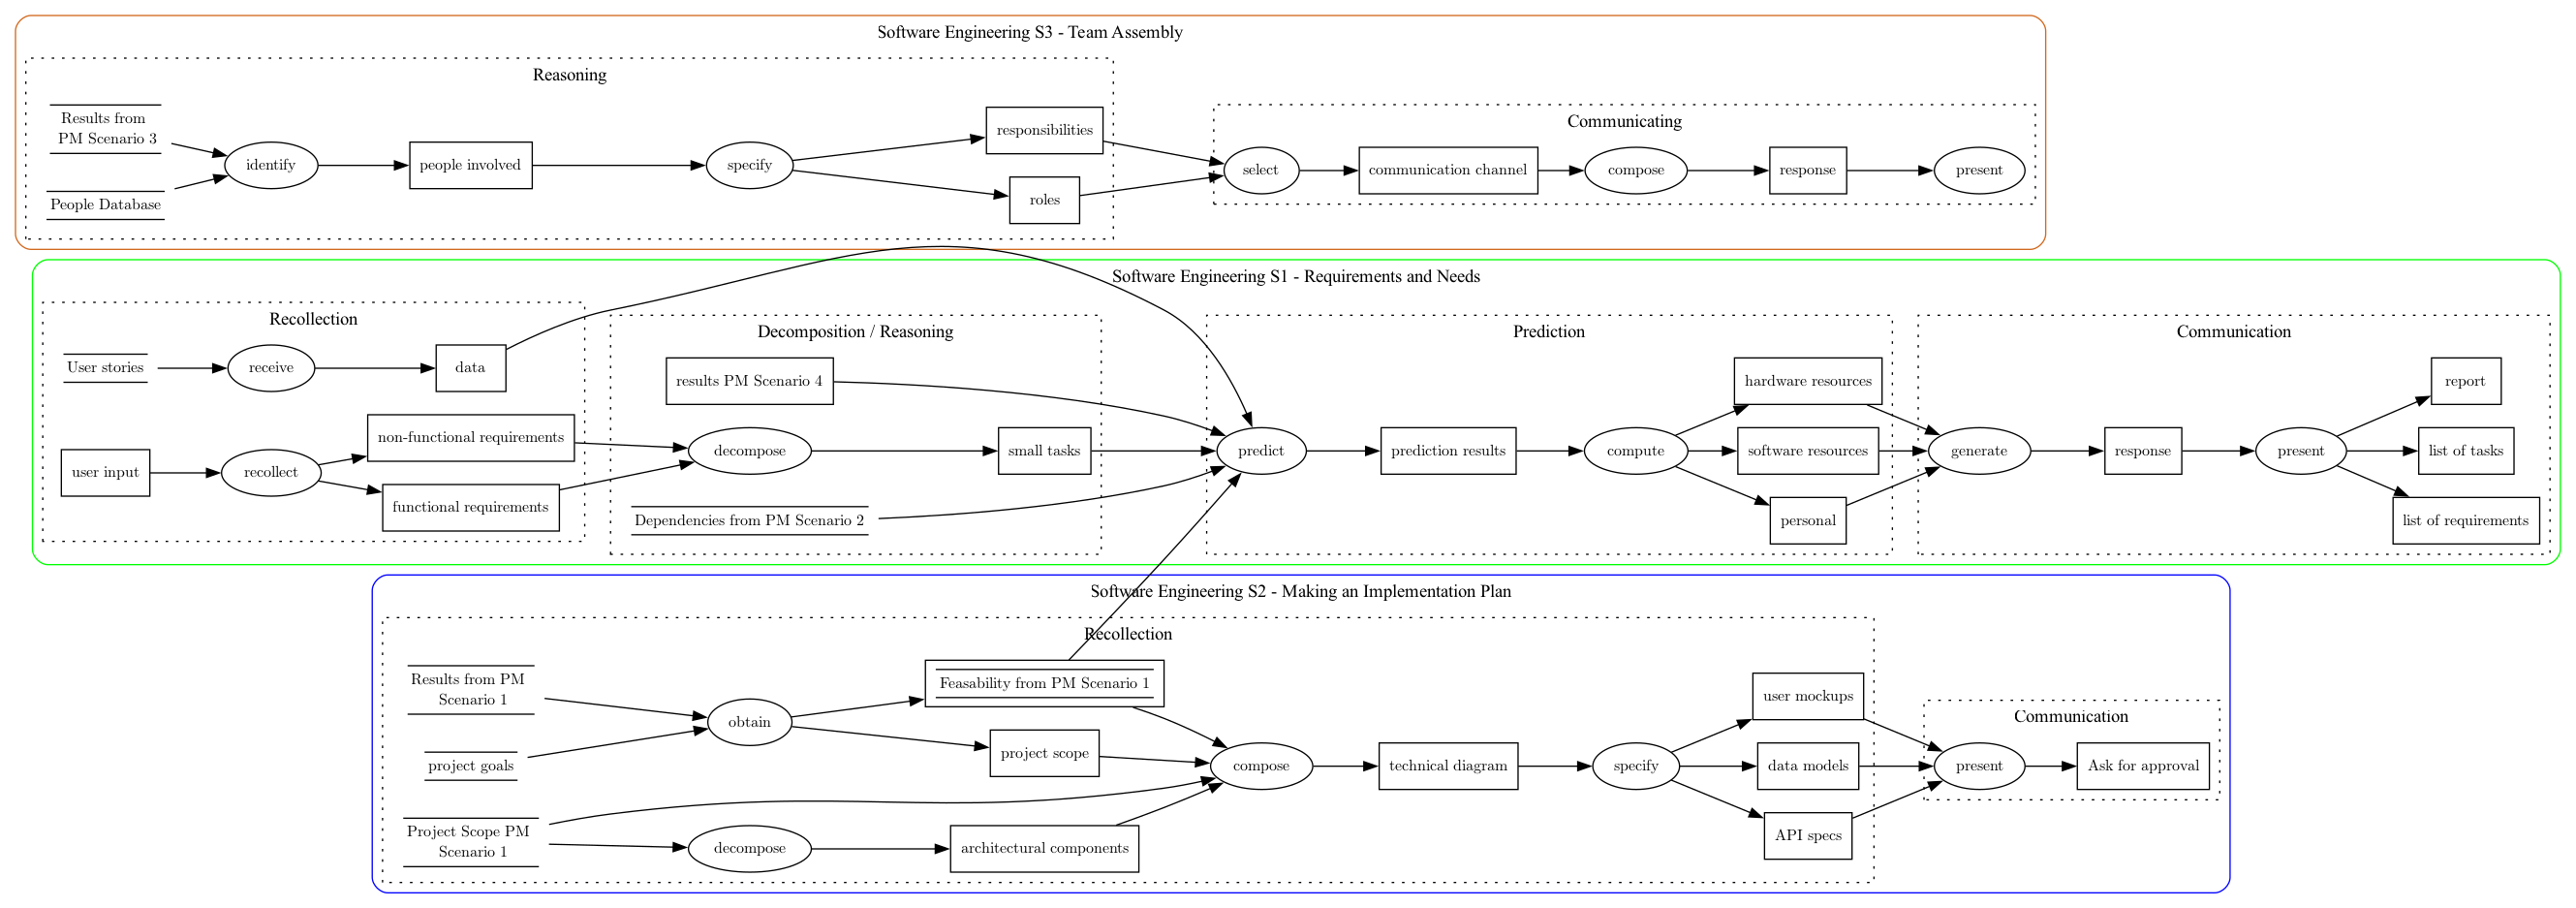 Software Engineering S3 - Team Assembly
Reasoning
Results from
PM Scenario 3
People Database
identify
people involved
specify
responsibilities
roles
Communicating
select
communication channel
compose
response
present
Software Engineering S1 - Requirements and Needs
Recollection
User stories
receive
data
user input
recollect
non-functional requirements
functional requirements
Decomposition / Reasoning
results PM Scenario 4
decompose
small tasks
Dependencies from PM Scenario 2
Prediction
predict
prediction results
compute
hardware resources
software resources
personal
Communication
generate
response
present
report
list of tasks
list of requirements
Software Engineering S2 - Making an Implementation Plan
Recollection
Results from PM
Scenario 1
project goals
Project Scope PM
Scenario 1
obtain
decompose
Feasability from PM Scenario 1
project scope
architectural components
compose
technical diagram
specify
user mockups
data models
API specs
Communication
present
Ask for approval